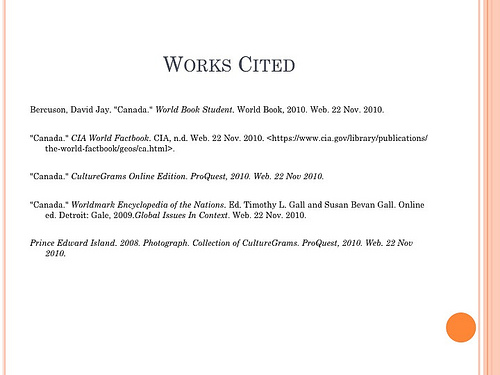 WORKS CITED
Bercuson, David Jay. "Canada." World Book Student. World Book, 2010. Web. 22 Nov. 2010.
"Canada." CIA World Factbook. CIA, n.d. Web. 22 Nov. 2010. <https://www.cia.gov/library/publications/
the-world-factbook/geos/ca.html>.
"Canada." CultureGrams Online Edition. ProQuest, 2010. Web. 22 Nov 2010.
"Canada." Worldmark Encyclopedia of the Nations. Ed. Timothy L. Gall and Susan Bevan Gall. Online
ed. Detroit: Gale, 2009.Global Issues In Context. Web. 22 Nov. 2010.
Prince Edward Island. 2008. Photograph. Collection of CultureGrams. ProQuest, 2010. Web. 22 Nov
2010.